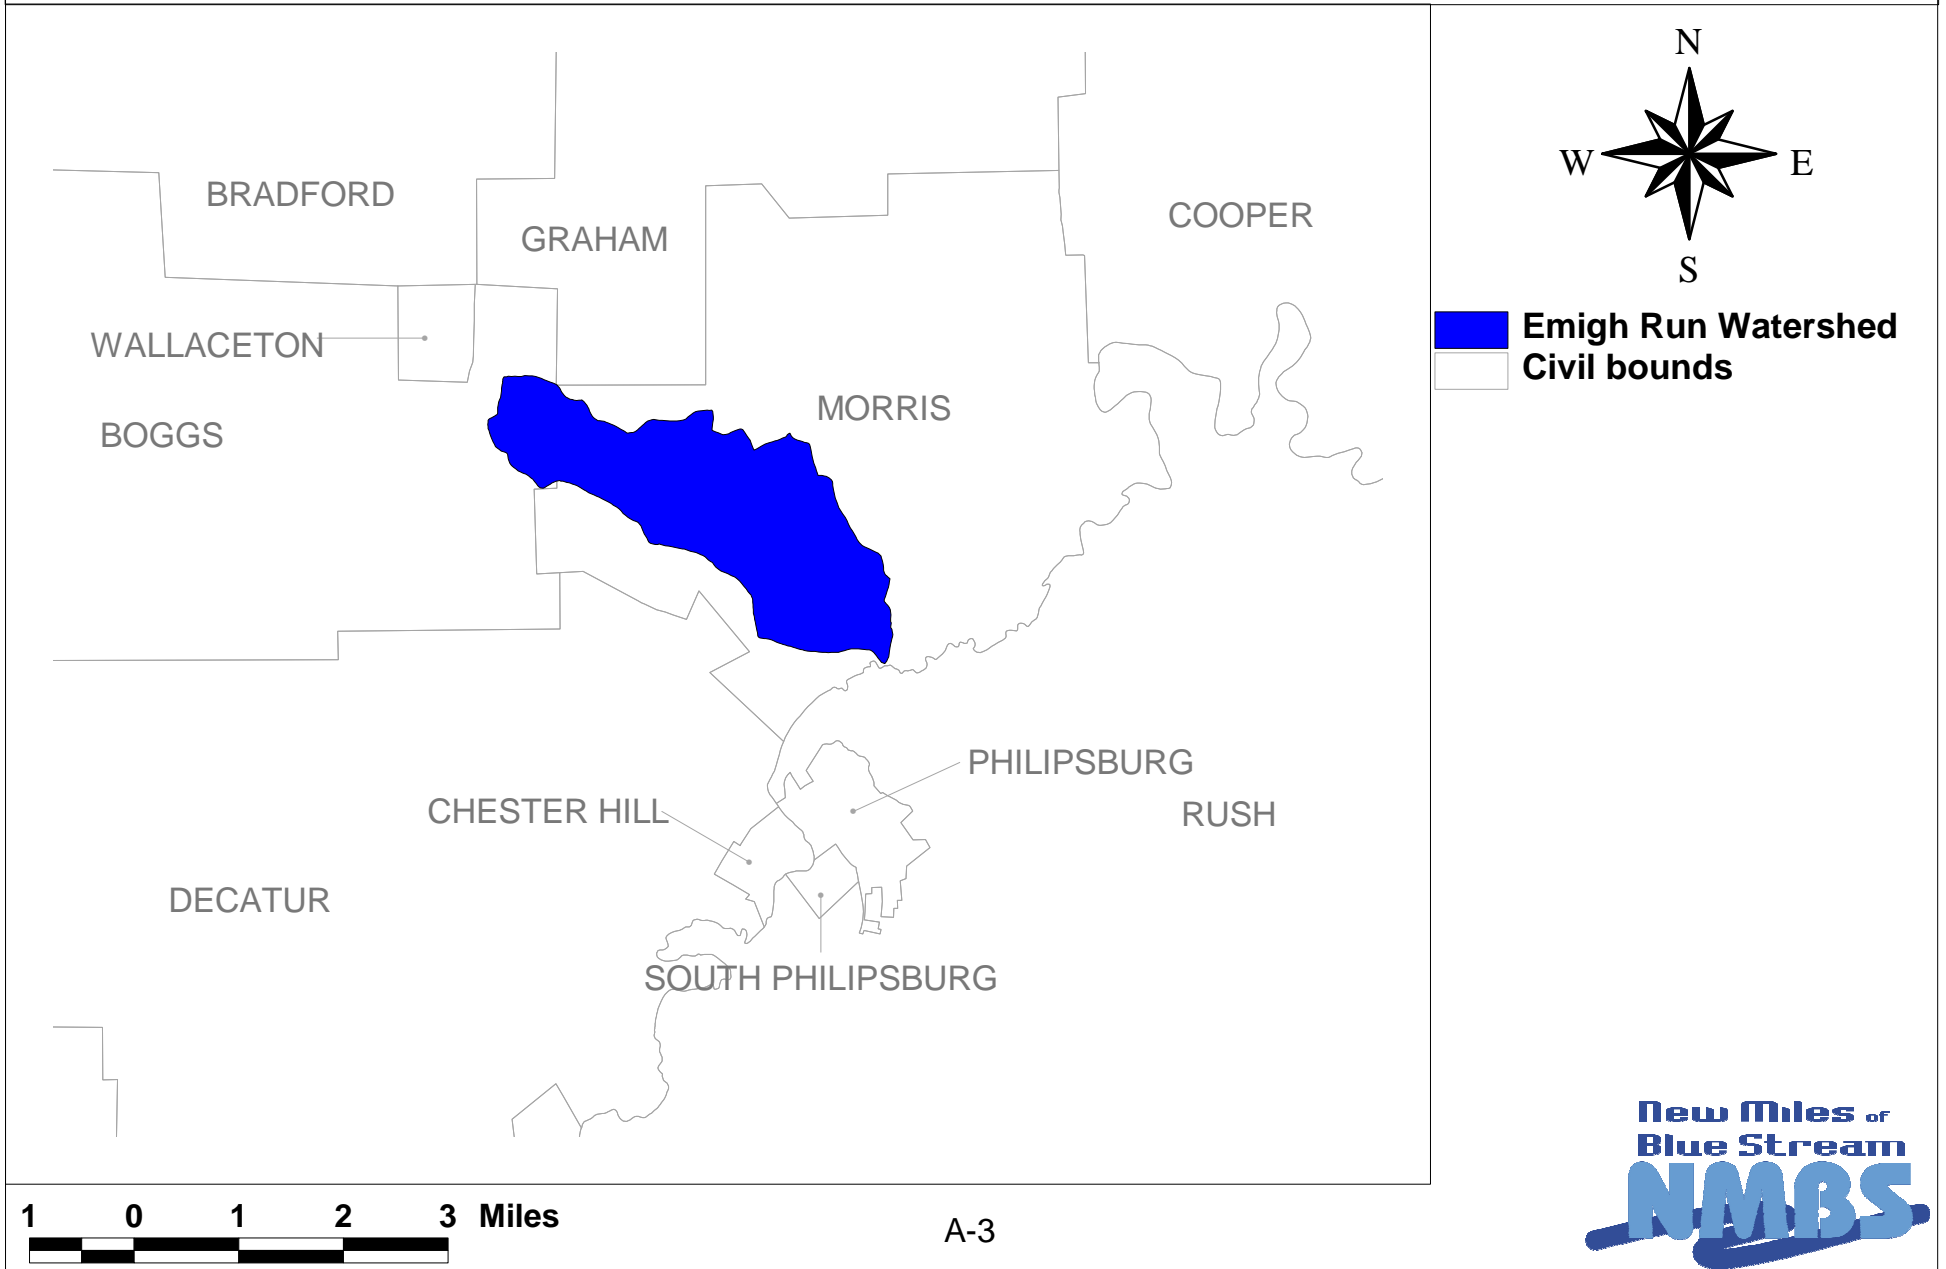 N
W
E
S
BRADFORD
GRAHAM
COOPER
WALLACETON
Emigh Run Watershed
Civil bounds
BOGGS
MORRIS
PHILIPSBURG
CHESTER HILL
RUSH
DECATUR
SOUTH PHILIPSBURG
New Miles of
Blue Stream
NMBS
1 0 1 2 3 Miles
A-3